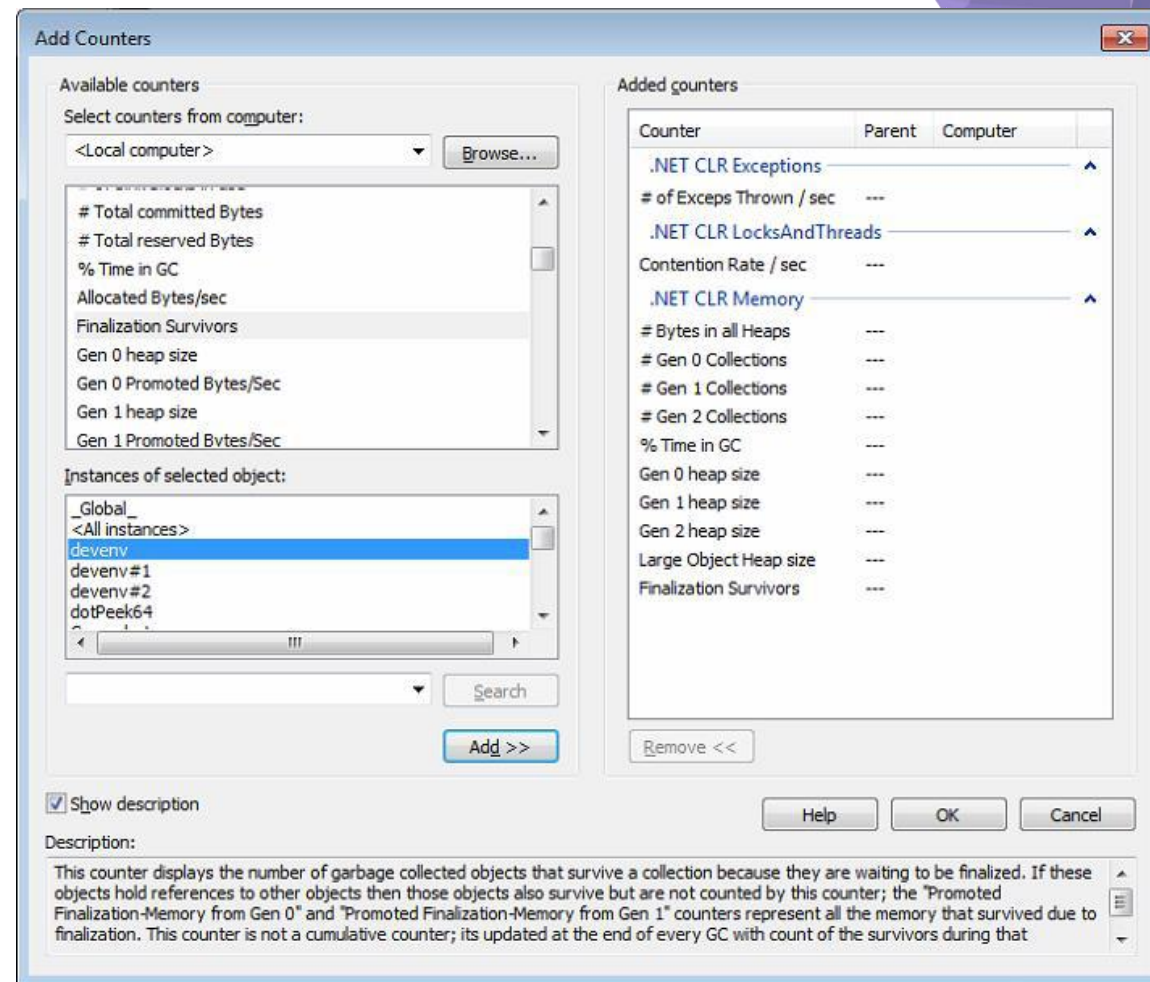 Add Counters
Available counters
Select counters from computer:
<Local computer>
Browse...
# Total committed Bytes
# Total reserved Bytes
% Time in GC
Allocated Bytes/sec
Finalization Survivors
Gen 0 heap size
Gen 0 Promoted Bytes/Sec
Gen 1 heap size
Gen 1 Promoted Bytes/Sec
Instances of selected object:
_Global_
<All instances>
devenv
devenv#1
devenv#2
dotPeek64
Search
Add >>
Added counters
Counter Parent Computer
.NET CLR Exceptions
# of Exceps Thrown / sec ---
.NET CLR LocksAndThreads
Contention Rate / sec ---
.NET CLR Memory
# Bytes in all Heaps ---
# Gen 0 Collections ---
# Gen 1 Collections ---
# Gen 2 Collections ---
% Time in GC ---
Gen 0 heap size ---
Gen 1 heap size ---
Gen 2 heap size ---
Large Object Heap size ---
Finalization Survivors ---
Remove <<
Show description
Help
OK
Cancel
Description:
This counter displays the number of garbage collected objects that survive a collection because they are waiting to be finalized. If these
objects hold references to other objects then those objects also survive but are not counted by this counter; the "Promoted
Finalization-Memory from Gen 0" and "Promoted Finalization-Memory from Gen 1" counters represent all the memory that survived due to
finalization. This counter is not a cumulative counter; its updated at the end of every GC with count of the survivors during that